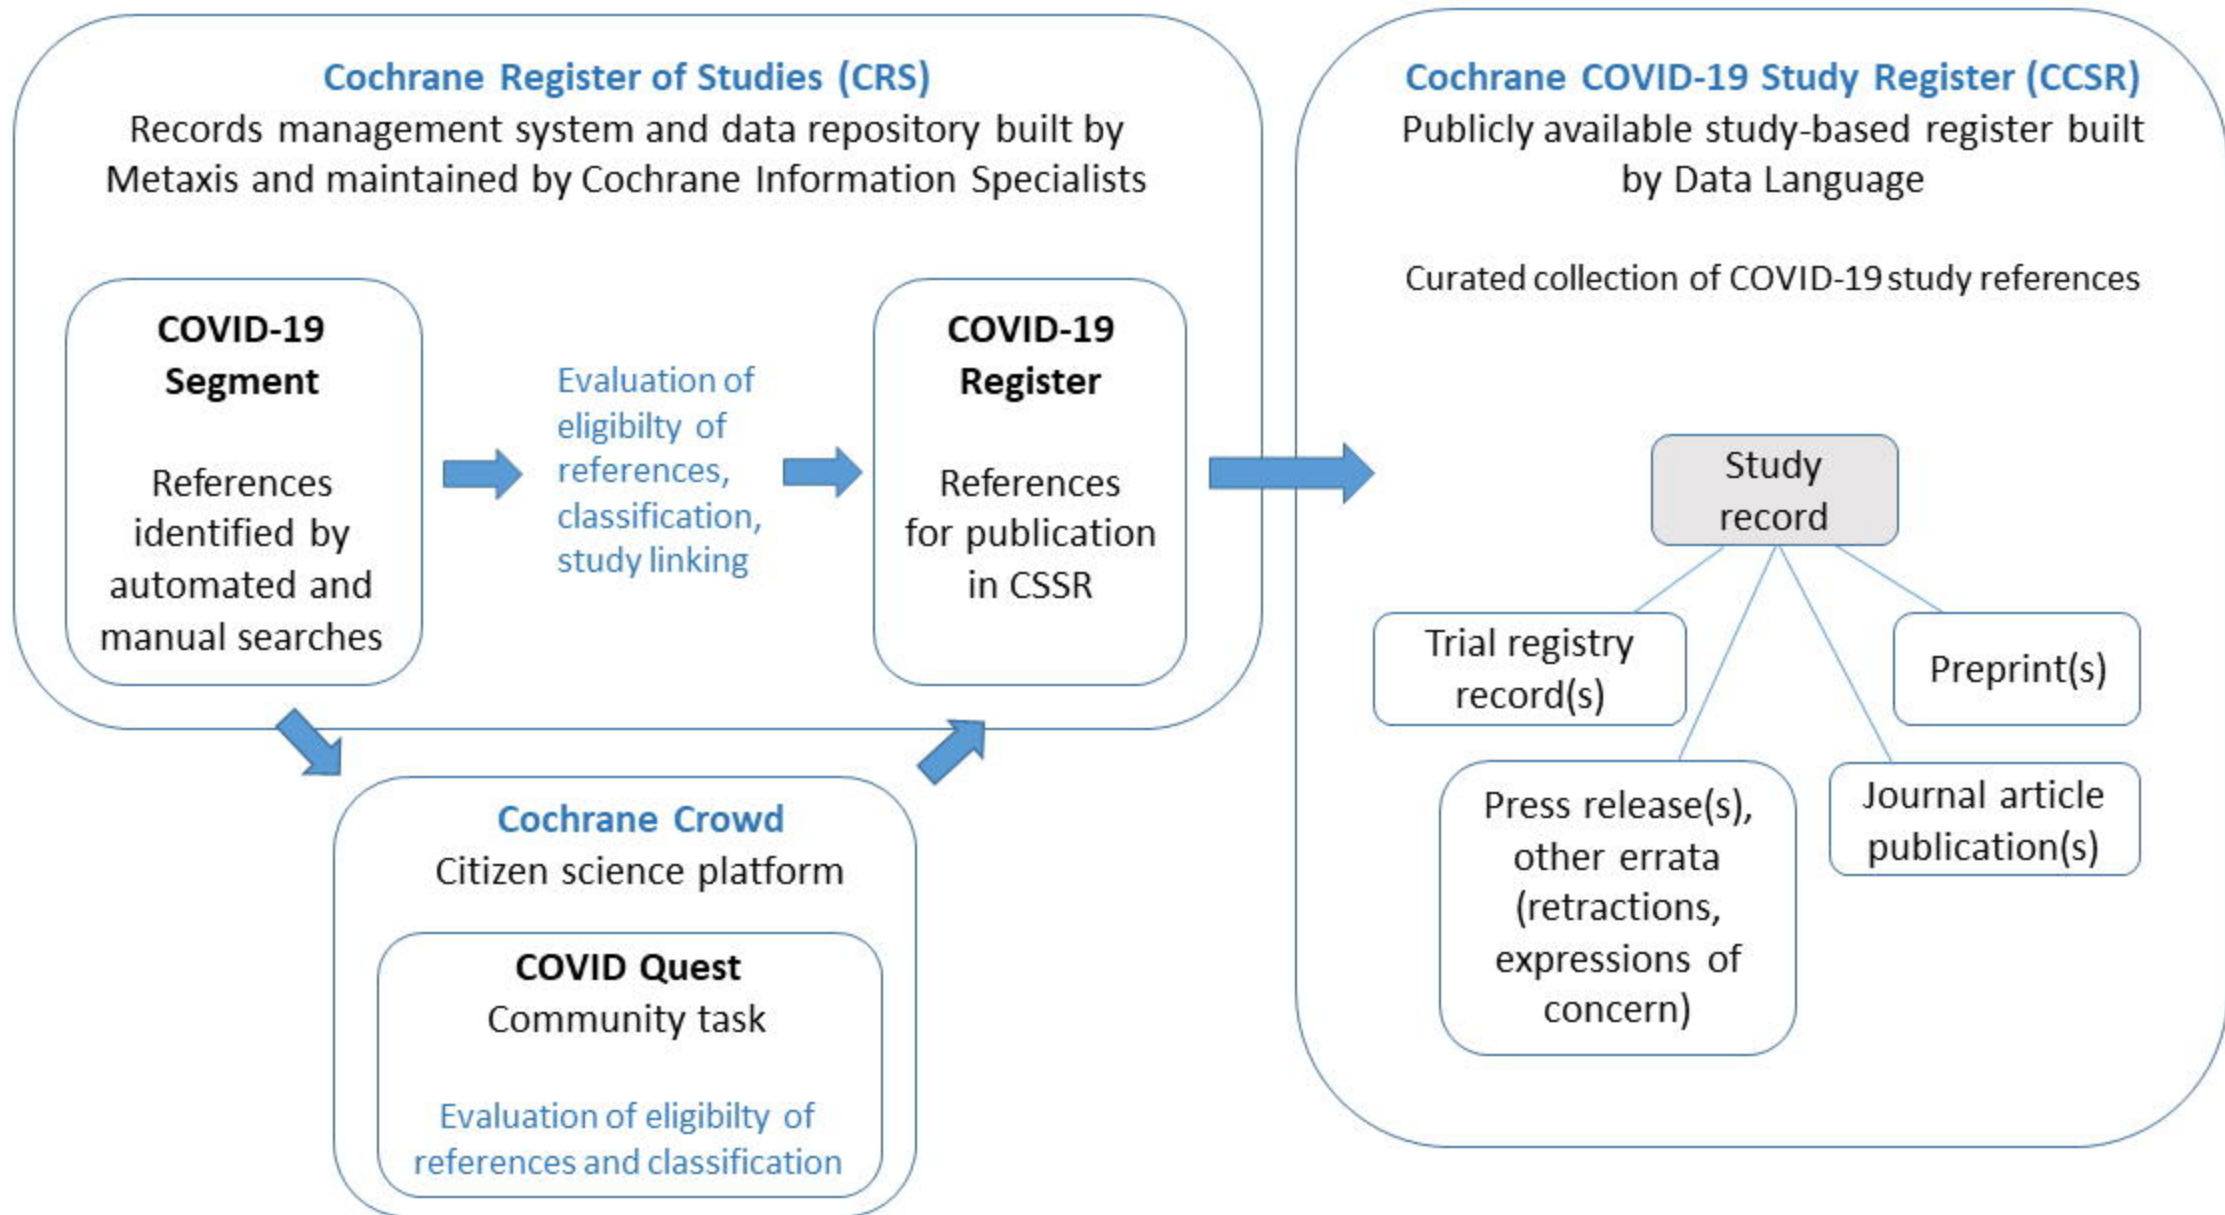 Cochrane Register of Studies (CRS)
Records management system and data repository built by
Metaxis and maintained by Cochrane Information Specialists
COVID-19
Segment
References
identified by
automated and
manual searches
Evaluation of
eligibilty of
references,
classification,
study linking
COVID-19
Register
References
for publication
in CSSR
Cochrane Crowd
Citizen science platform
COVID Quest
Community task
Evaluation of eligibilty of
references and classification
Cochrane COVID-19 Study Register (CCSR)
Publicly available study-based register built
by Data Language
Curated collection of COVID-19 study references
Study
record
Trial registry
record(s)
Preprint(s)
Press release(s),
other errata
(retractions,
expressions of
concern)
Journal article
publication(s)